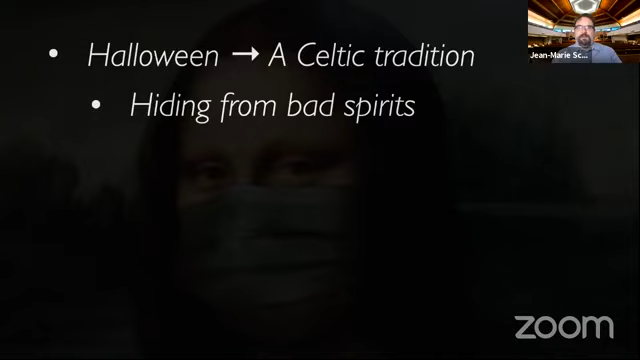 • Halloween → A Celtic tradition
• Hiding from bad spirits
Jean-Marie Sc...
zoom